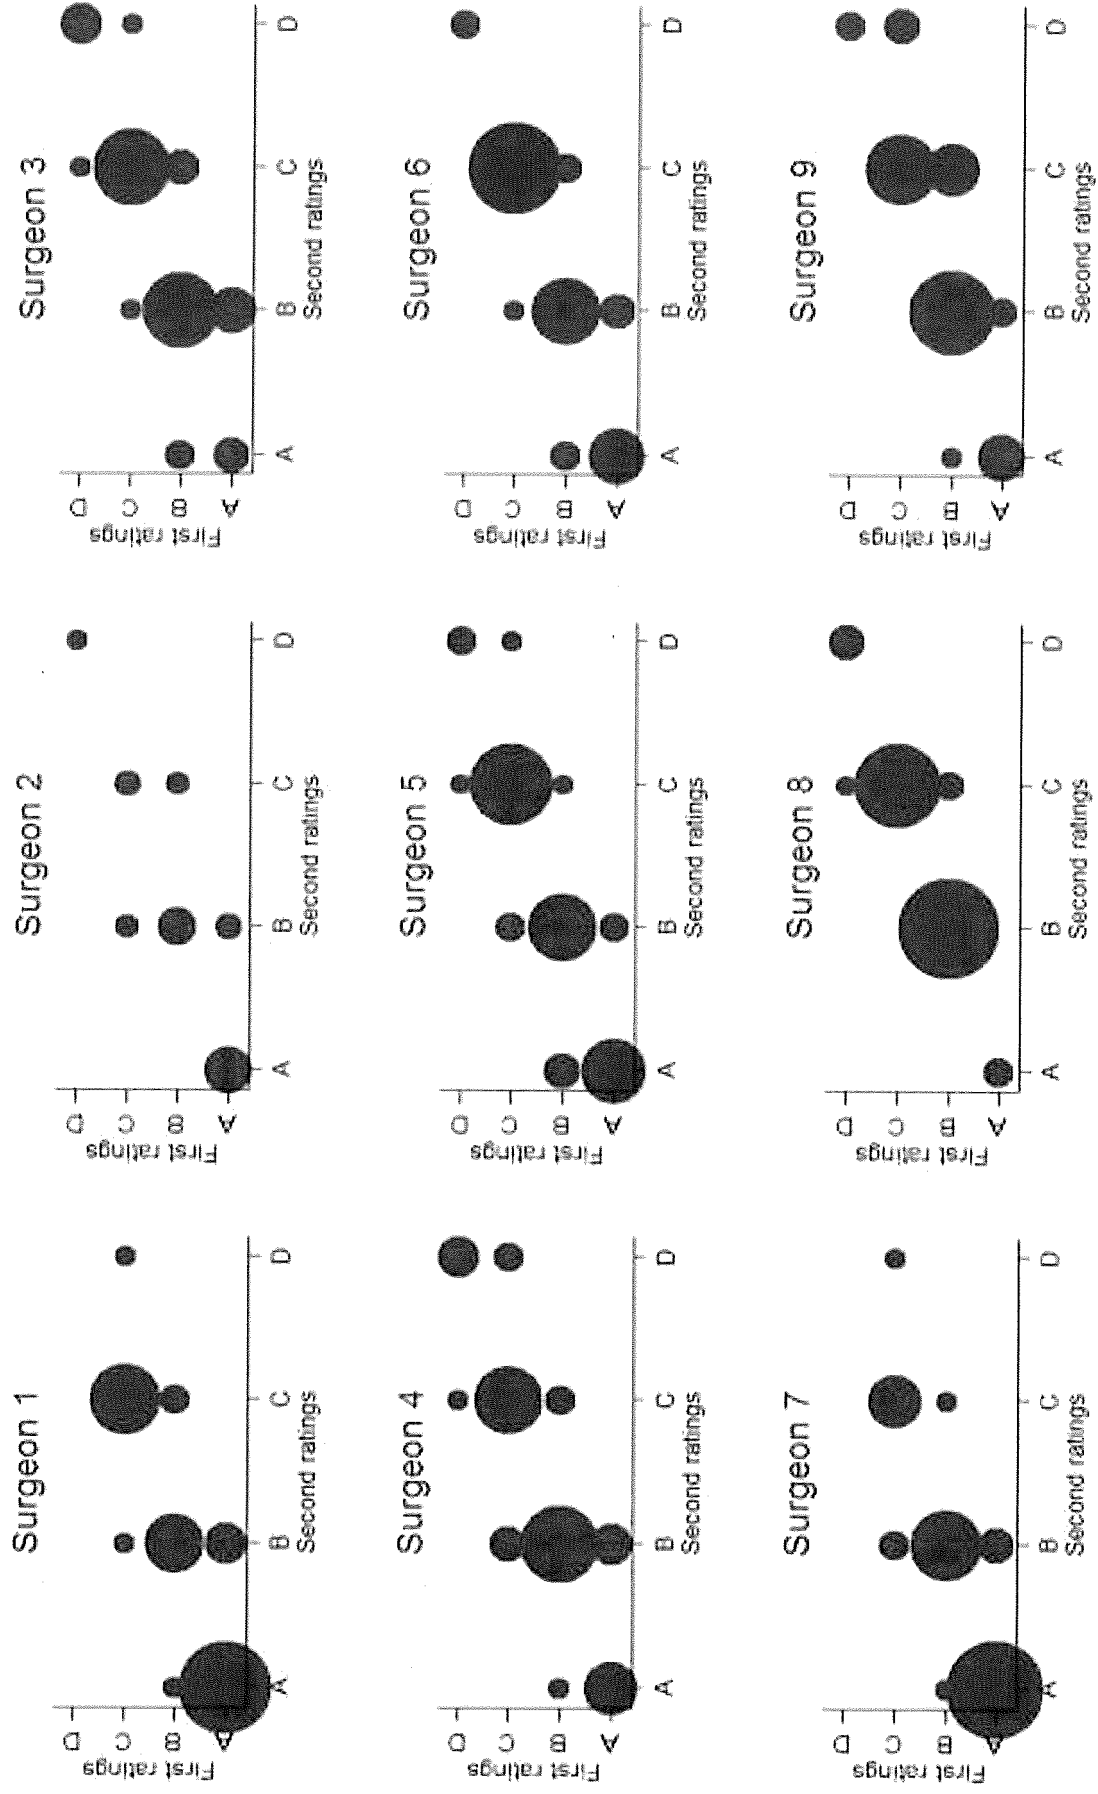 Surgeon 1
First ratings
D
C
B
A
A B C D
Second ratings
Surgeon 2
First ratings
D
C
B
A
A B C D
Second ratings
Surgeon 3
First ratings
D
C
B
A
A B C D
Second ratings
Surgeon 4
First ratings
D
C
B
A
A B C D
Second ratings
Surgeon 5
First ratings
D
C
B
A
A B C D
Second ratings
Surgeon 6
First ratings
D
C
B
A
A B C D
Second ratings
Surgeon 7
First ratings
D
C
B
A
A B C D
Second ratings
Surgeon 8
First ratings
D
C
B
A
A B C D
Second ratings
Surgeon 9
First ratings
D
C
B
A
A B C D
Second ratings